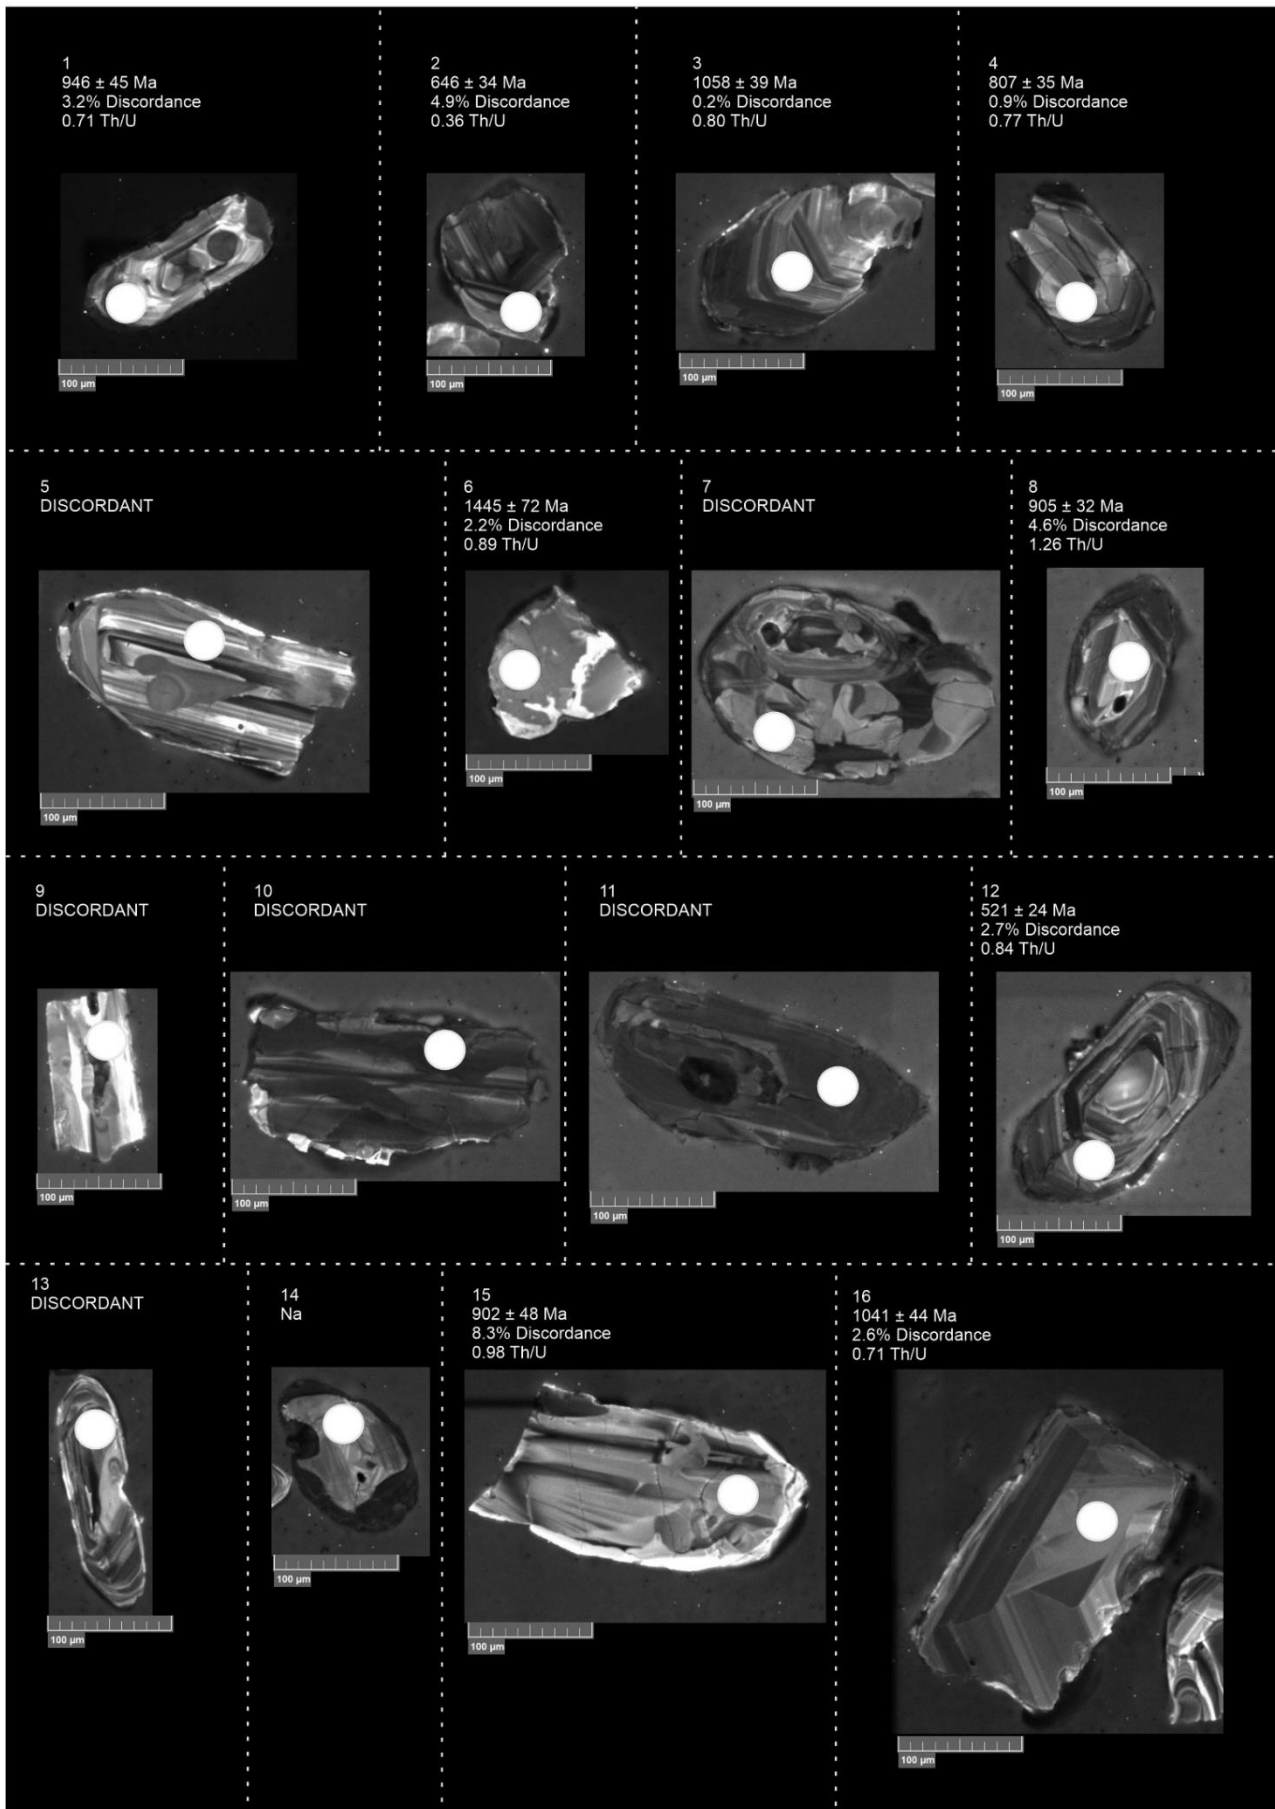 1
946 ± 45 Ma
3.2% Discordance
0.71 Th/U
2
646 ± 34 Ma
4.9% Discordance
0.36 Th/U
3
1058 ± 39 Ma
0.2% Discordance
0.80 Th/U
4
807 ± 35 Ma
0.9% Discordance
0.77 Th/U
100 µm
100 µm
100 µm
100 µm
5
DISCORDANT
6
1445 ± 72 Ma
2.2% Discordance
0.89 Th/U
7
DISCORDANT
8
905 ± 32 Ma
4.6% Discordance
1.26 Th/U
100 µm
100 µm
100 µm
100 µm
9
DISCORDANT
10
DISCORDANT
11
DISCORDANT
12
521 ± 24 Ma
2.7% Discordance
0.84 Th/U
100 µm
100 µm
100 µm
100 µm
13
DISCORDANT
14
Na
15
902 ± 48 Ma
8.3% Discordance
0.98 Th/U
16
1041 ± 44 Ma
2.6% Discordance
0.71 Th/U
100 µm
100 µm
100 µm
100 µm